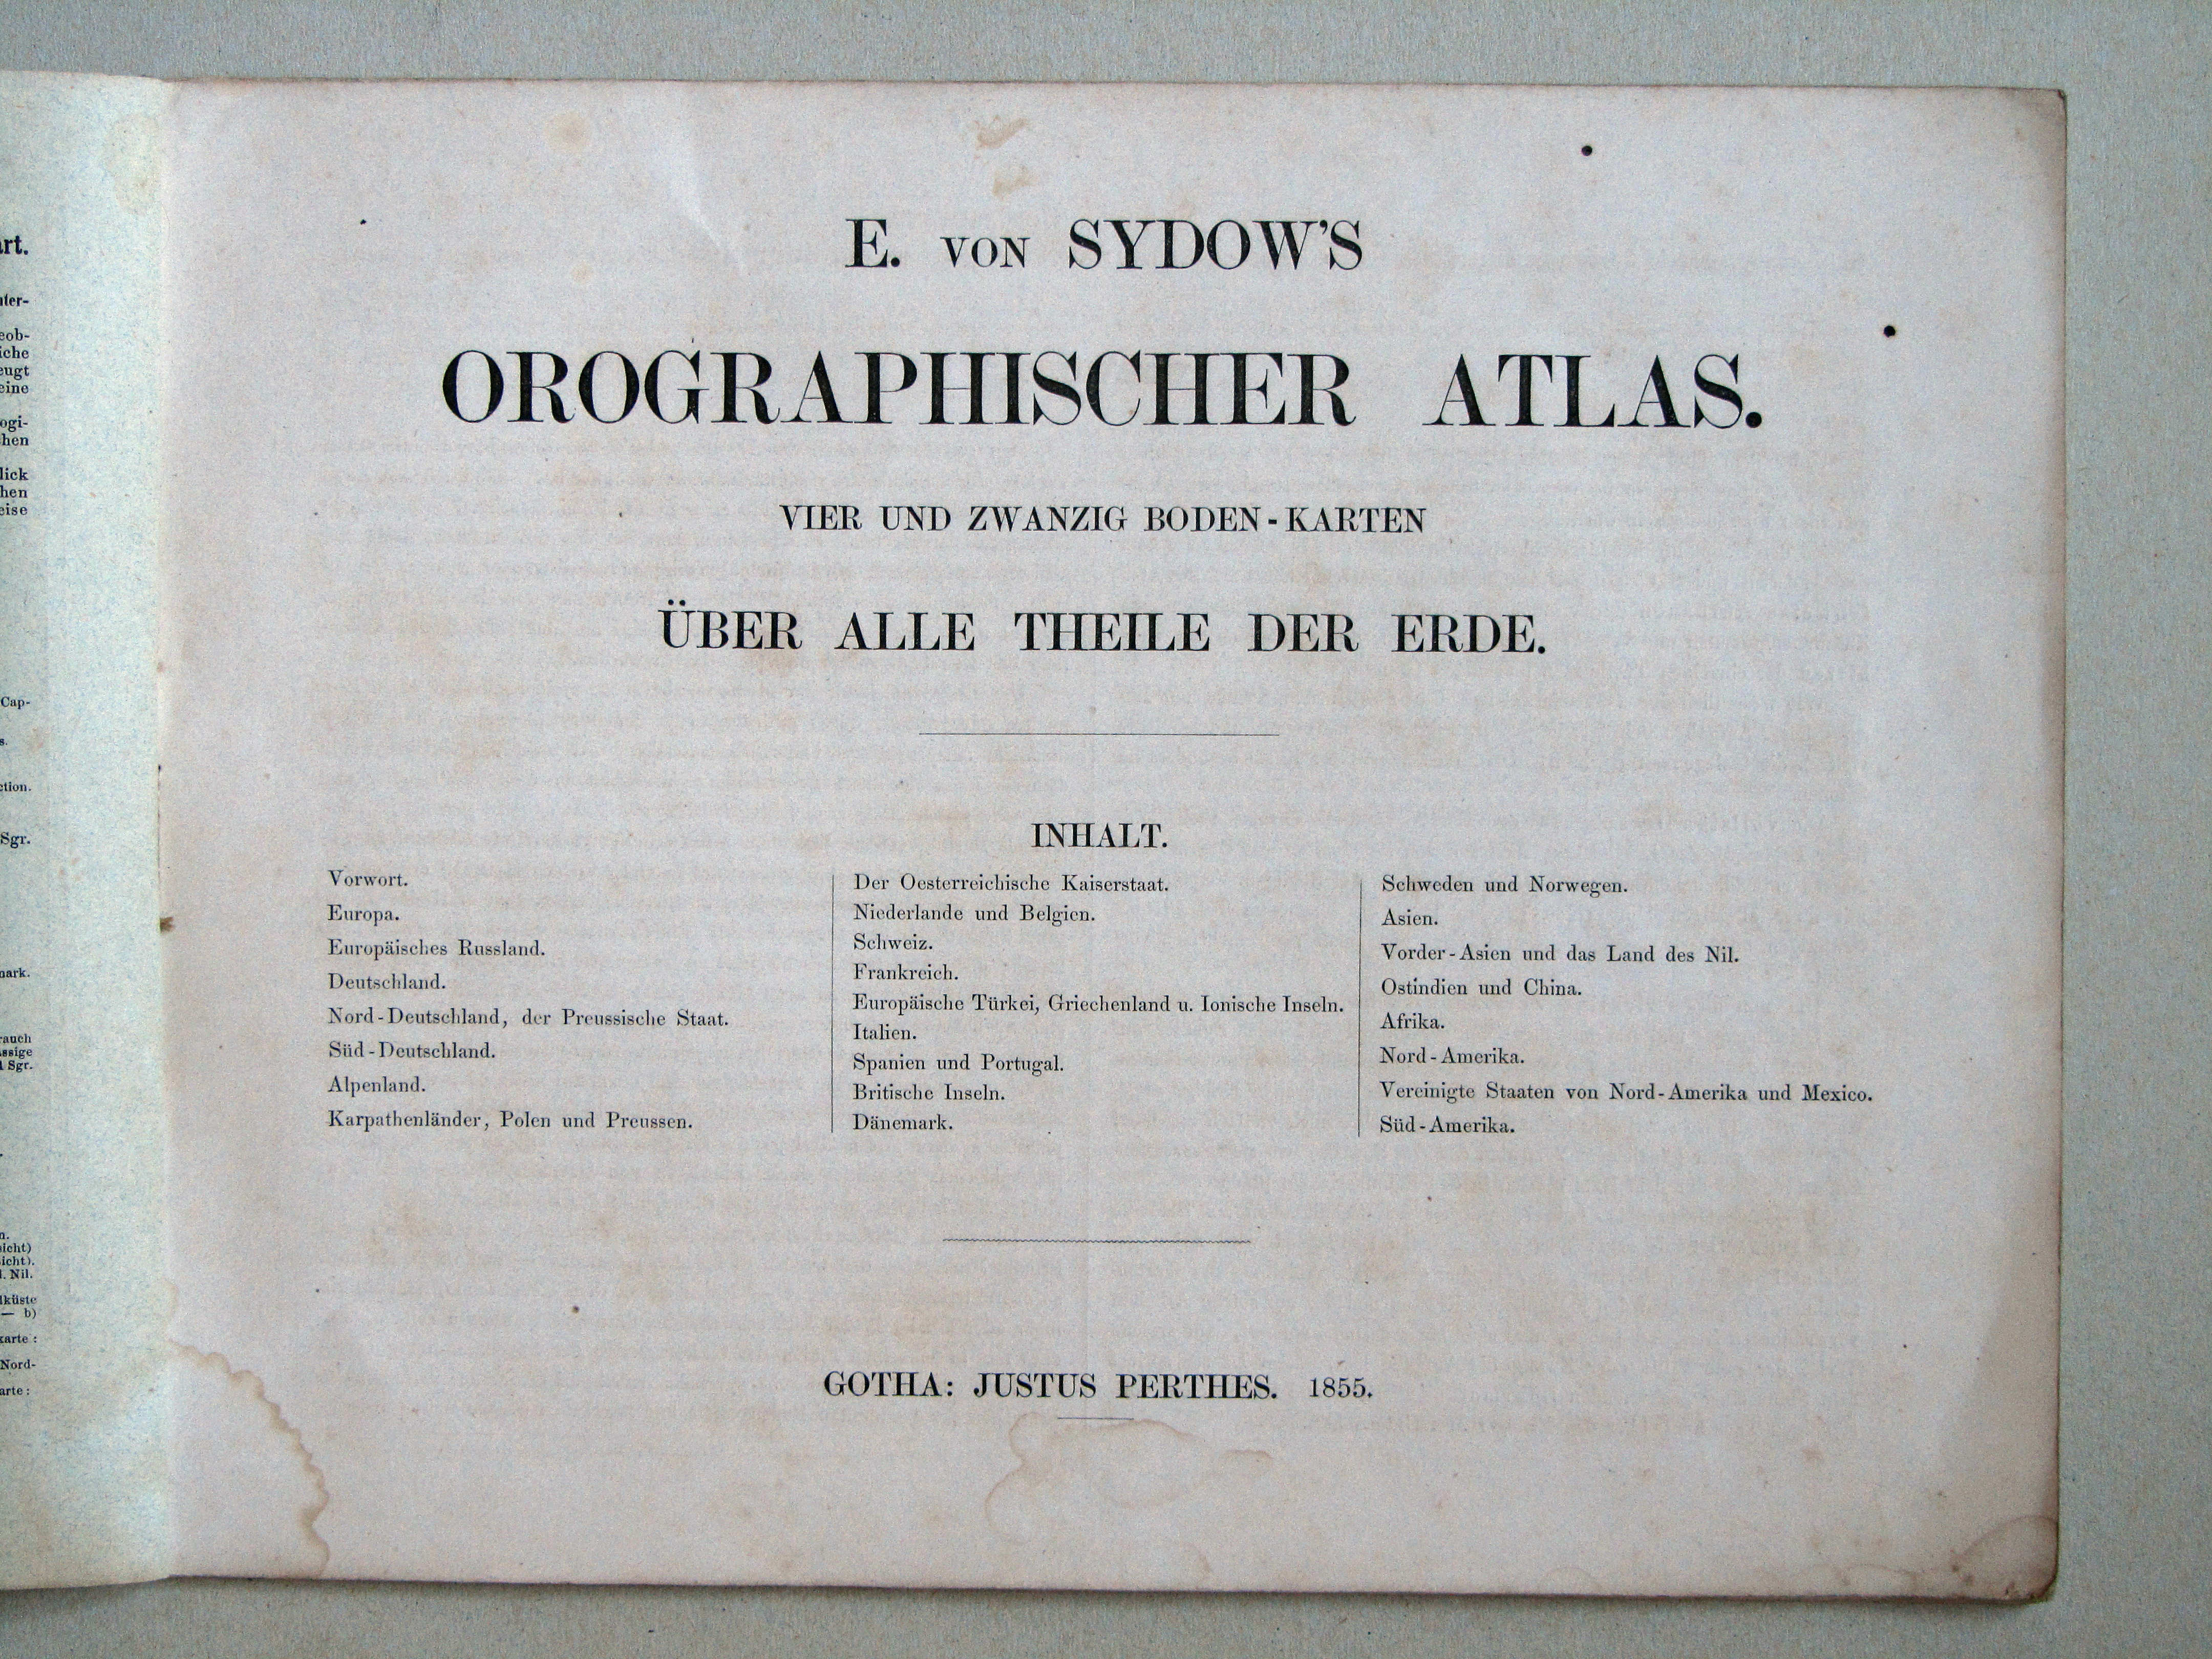 art.
E. VON SYDOW'S
OROGRAPHISCHER ATLAS.
VIER UND ZWANZIG BODEN-KARTEN
ÜBER ALLE THEILE DER ERDE.
INHALT.
Vorwort.
Europa.
Europäisches Russland.
Deutschland.
Nord-Deutschland, der Preussische Staat.
Süd-Deutschland.
Alpenland.
Karpathenländer, Polen und Preussen.
Der Oesterreichische Kaiserstaat.
Niederlande und Belgien.
Schweiz.
Frankreich.
Europäische Türkei, Griechenland u. Ionische Inseln.
Italien.
Spanien und Portugal.
Britische Inseln.
Dänemark.
Schweden und Norwegen.
Asien.
Vorder-Asien und das Land des Nil.
Ostindien und China.
Afrika.
Nord-Amerika.
Vereinigte Staaten von Nord-Amerika und Mexico.
Süd-Amerika.
GOTHA: JUSTUS PERTHES. 1855.